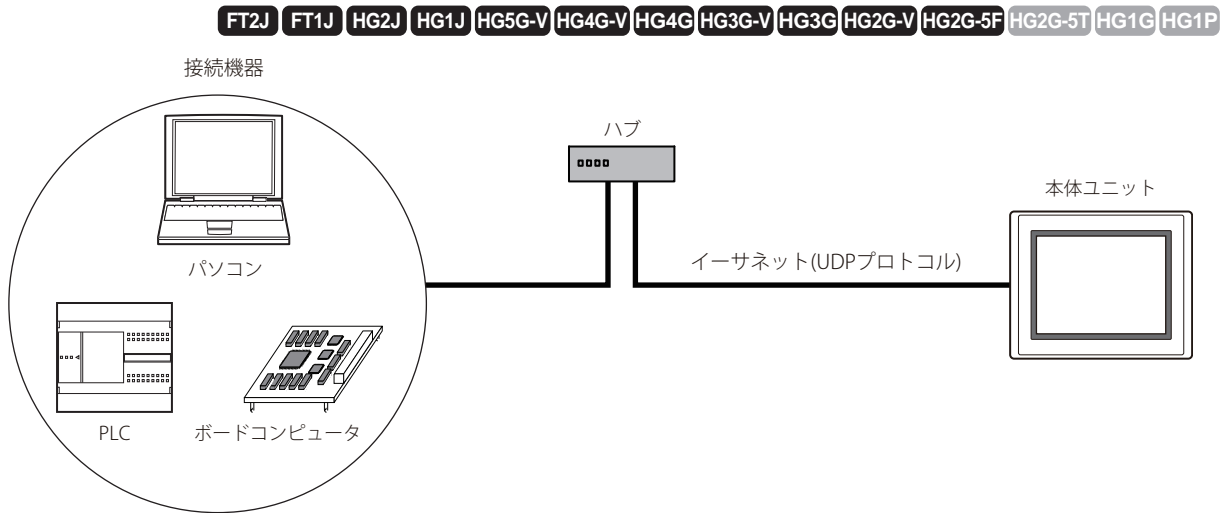 FT2J FT1J HG2J HG1J HG5G-V HG4G-V HG4G HG3G-V HG3G HG2G-V HG2G-5F HG2G-5T HG1G HG1P
接続機器
ハブ
本体ユニット
パソコン
イーサネット(UDPプロトコル)
PLC
ボードコンピュータ